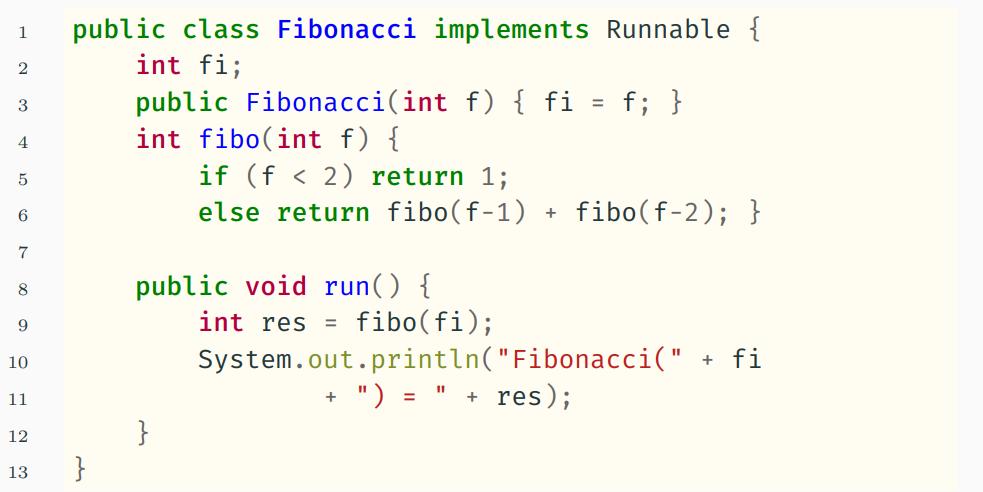 1 public class Fibonacci implements Runnable {
2     int fi;
3     public Fibonacci(int f) { fi = f; }
4     int fibo(int f) {
5         if (f < 2) return 1;
6         else return fibo(f-1) + fibo(f-2); }
7
8     public void run() {
9         int res = fibo(fi);
10         System.out.println("Fibonacci(" + fi
11                 + ") = " + res);
12     }
13 }